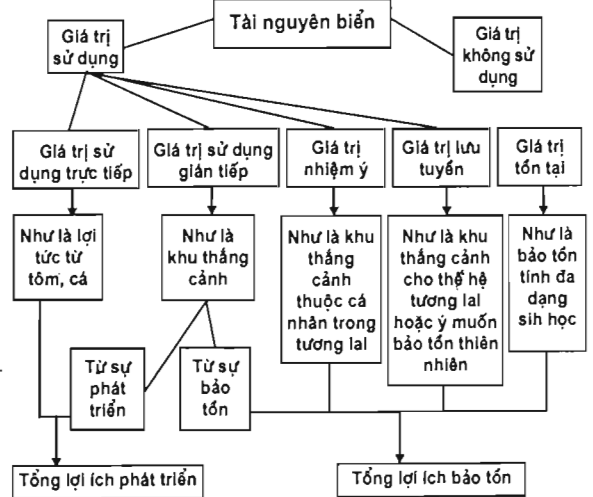 Tài nguyên biển
Giá trị
sử dụng
Giá trị
không sử
dụng
Giá trị sử
dụng trực tiếp
Giá trị sử dụng
gián tiếp
Giá trị
nhiệm ý
Giá trị lưu
tuyển
Giá trị
tồn tại
Như là lợi
tức từ
tôm, cá
Như là
khu thắng
cảnh
Như là khu
thắng
cảnh
thuộc cá
nhân trong
tương lai
Như là khu
thắng cảnh
cho thế hệ
tương lai
hoặc ý muốn
bảo tồn thiên
nhiên
Như là
bảo tồn
tính đa
dạng
sih học
Từ sự
phát
triển
Từ sự
bảo
tồn
Tổng lợi ích phát triển
Tổng lợi ích bảo tồn